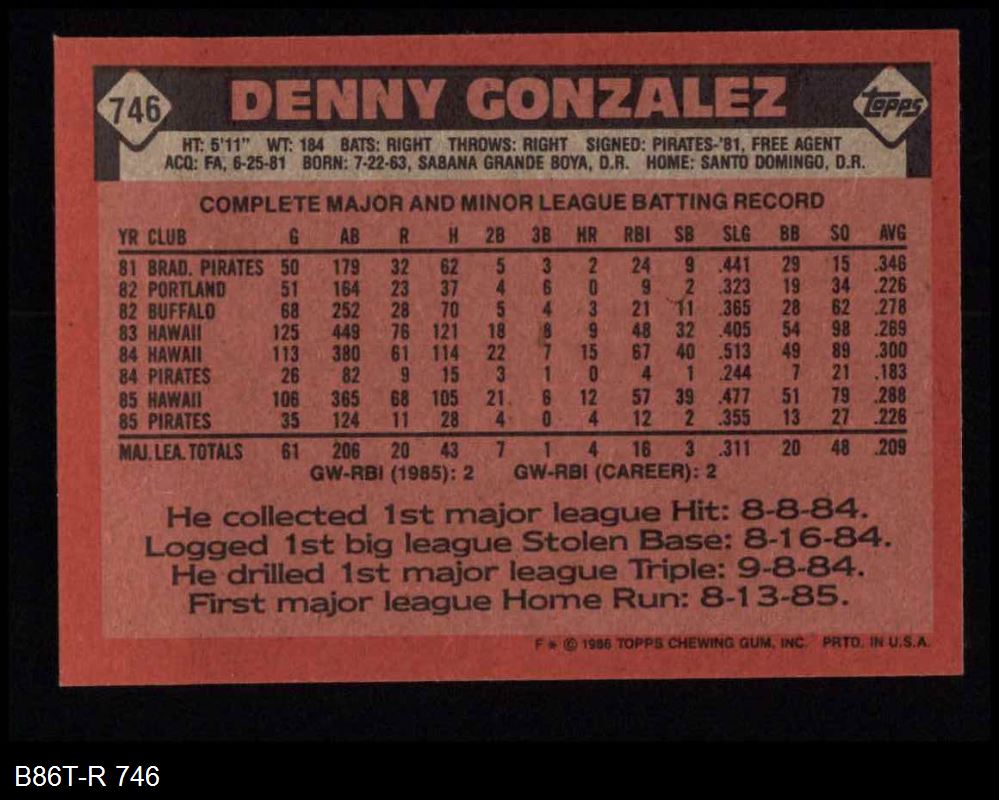 746 DENNY GONZALEZ Topps
HT: 5'11" WT: 184 BATS: RIGHT THROWS: RIGHT SIGNED: PIRATES-'81, FREE AGENT
ACQ: FA, 6-25-81 BORN: 7-22-63, SABANA GRANDE BOYA, D.R. HOME: SANTO DOMINGO, D.R.
COMPLETE MAJOR AND MINOR LEAGUE BATTING RECORD
YR CLUB G AB R H 2B 3B HR RBI SB SLG BB SO AVG
81 BRAD. PIRATES 50 179 32 62 5 3 2 24 9 .441 29 15 .346
82 PORTLAND 51 164 23 37 4 6 0 9 2 .323 19 34 .226
82 BUFFALO 68 252 28 70 5 4 3 21 11 .365 28 62 .278
83 HAWAII 125 449 76 121 18 8 9 48 32 .405 54 98 .269
84 HAWAII 113 380 61 114 22 7 15 67 40 .513 49 89 .300
84 PIRATES 26 82 9 15 3 1 0 4 1 .244 7 21 .183
85 HAWAII 106 365 68 105 21 6 12 57 39 .477 51 79 .288
85 PIRATES 35 124 11 28 4 0 4 12 2 .355 13 27 .226
MAJ. LEA. TOTALS 61 206 20 43 7 1 4 16 3 .311 20 48 .209
GW-RBI (1985): 2 GW-RBI (CAREER): 2
He collected 1st major league Hit: 8-8-84.
Logged 1st big league Stolen Base: 8-16-84.
He drilled 1st major league Triple: 9-8-84.
First major league Home Run: 8-13-85.
F * © 1986 TOPPS CHEWING GUM, INC. PRTD. IN U.S.A.
B86T-R 746